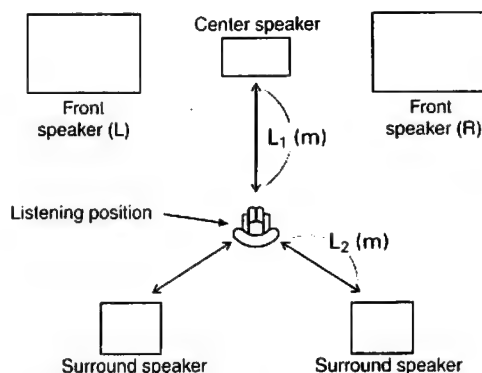 Center speaker
Front
speaker (L)
Front
speaker (R)
L₁ (m)
Listening position
L₂ (m)
Surround speaker
Surround speaker